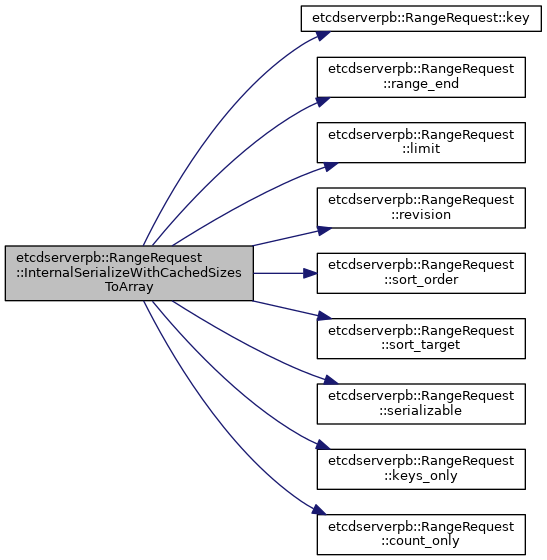 etcdserverpb::RangeRequest
::InternalSerializeWithCachedSizes
ToArray
etcdserverpb::RangeRequest::key
etcdserverpb::RangeRequest
::range_end
etcdserverpb::RangeRequest
::limit
etcdserverpb::RangeRequest
::revision
etcdserverpb::RangeRequest
::sort_order
etcdserverpb::RangeRequest
::sort_target
etcdserverpb::RangeRequest
::serializable
etcdserverpb::RangeRequest
::keys_only
etcdserverpb::RangeRequest
::count_only